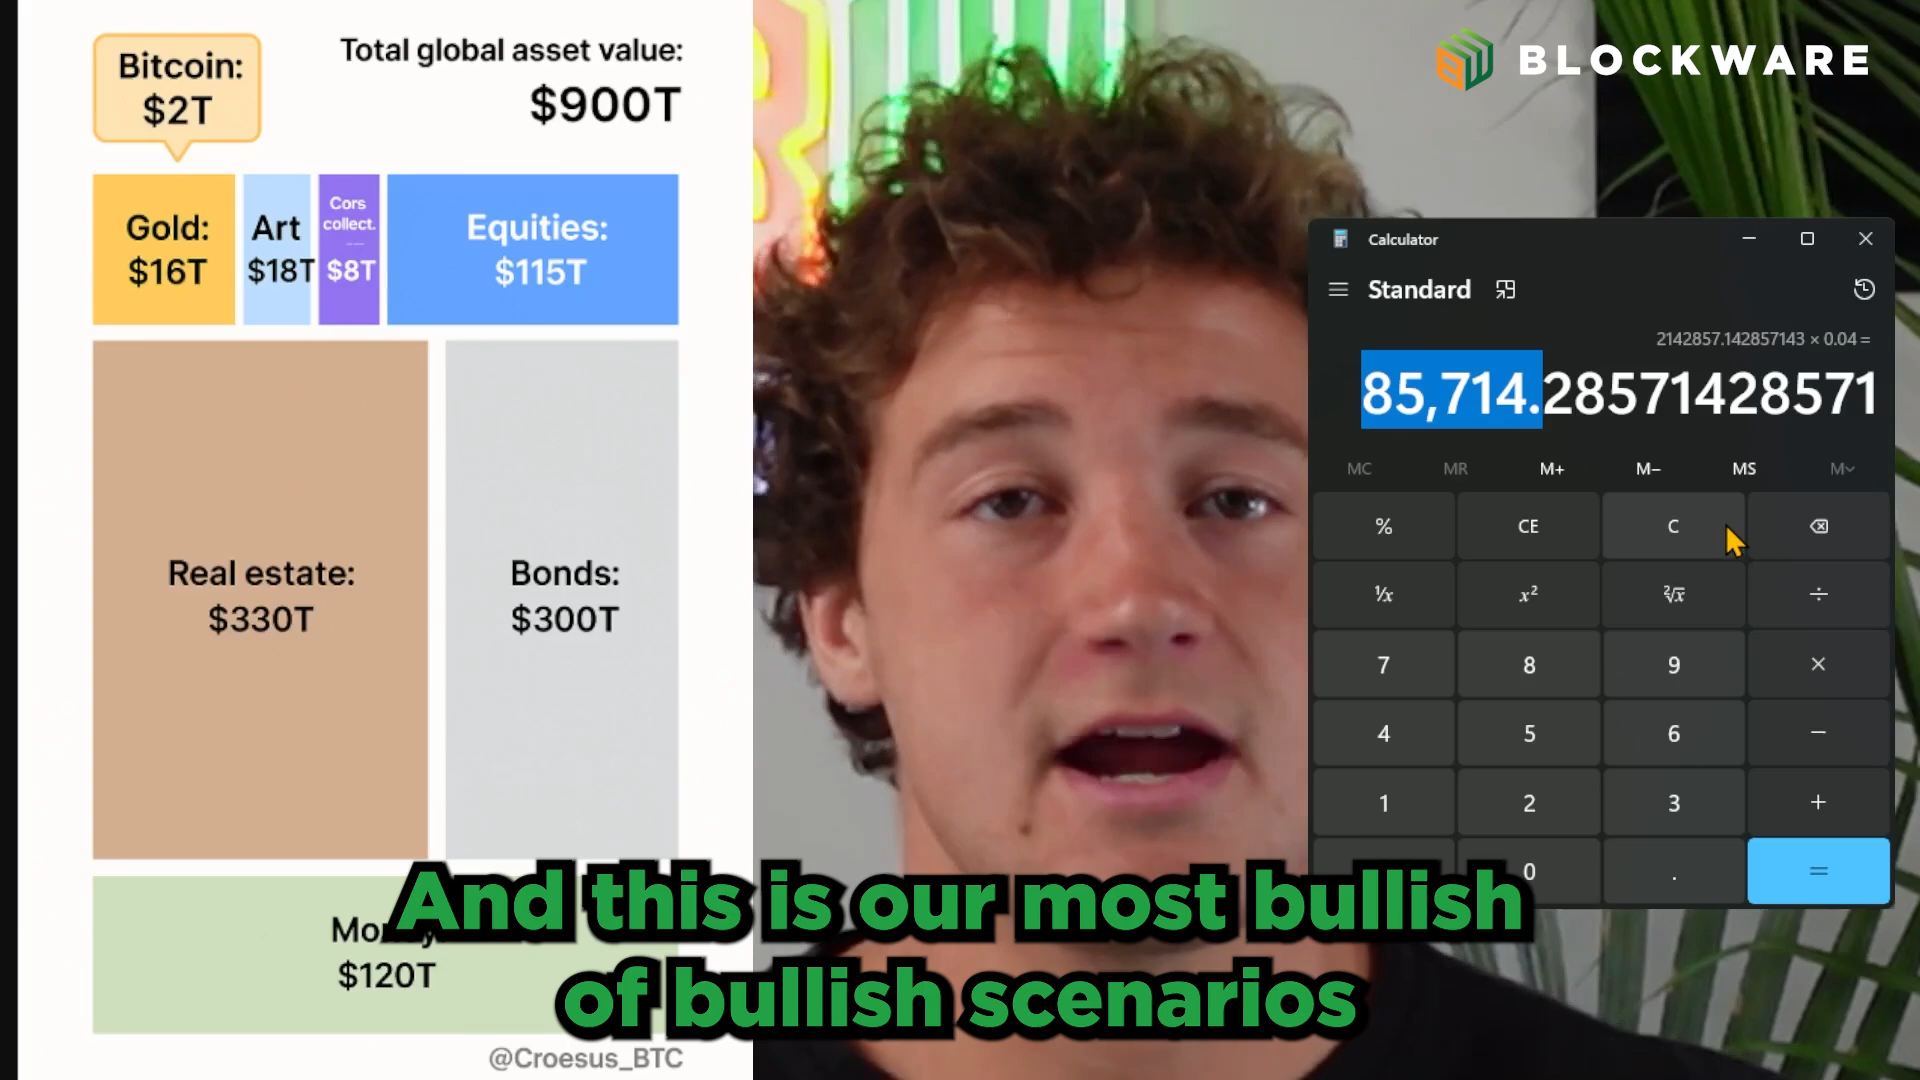 Bitcoin:
$2T
Total global asset value:
$900T
Gold:
$16T
Art
$18T
Cors
collect.
$8T
Equities:
$115T
Real estate:
$330T
Bonds:
$300T
$120T
@Croesus_BTC
BLOCKWARE
Calculator
Standard
2142857.142857143 × 0.04 =
85,714.28571428571
MC MR M+ M− MS M
% CE C
¹/x x² ²√x ÷
7 8 9 ×
4 5 6 −
1 2 3 +
0 . =
And this is our most bullish
of bullish scenarios